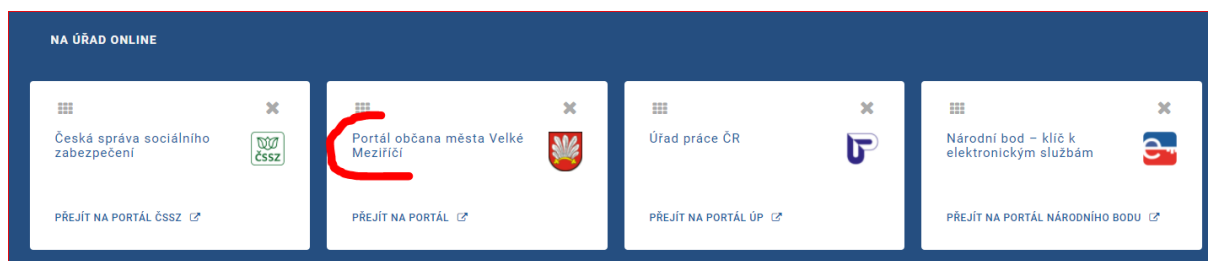 NA ÚŘAD ONLINE
Česká správa sociálního
zabezpečení
ČSSZ
PŘEJÍT NA PORTÁL ČSSZ
Portál občana města Velké
Meziříčí
PŘEJÍT NA PORTÁL
Úřad práce ČR
PŘEJÍT NA PORTÁL ÚP
Národní bod – klíč k
elektronickým službám
PŘEJÍT NA PORTÁL NÁRODNÍHO BODU